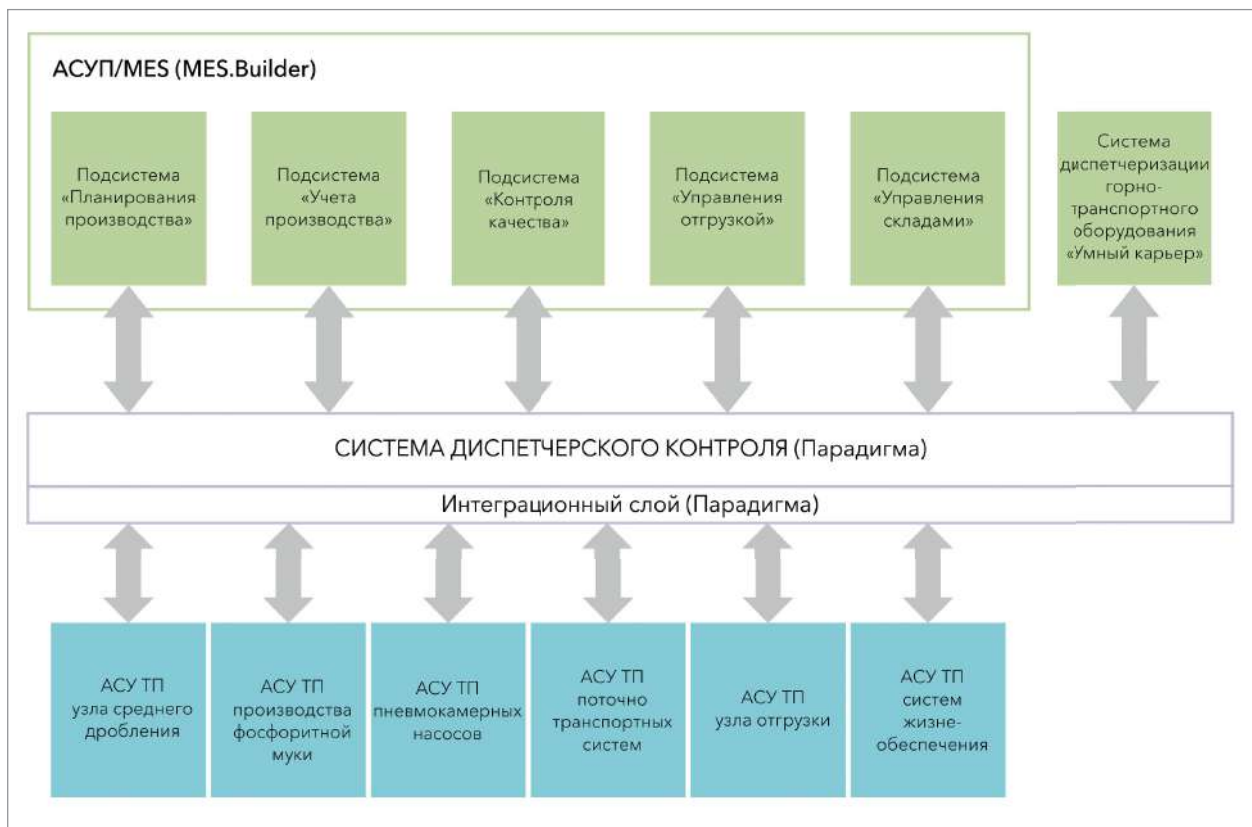 АСУП/MES (MES.Builder)
Подсистема
«Планирования
производства»
Подсистема
«Учета
производства»
Подсистема
«Контроля
качества»
Подсистема
«Управления
отгрузкой»
Подсистема
«Управления
складами»
Система
диспетчеризации
горно-
транспортного
оборудования
«Умный карьер»
СИСТЕМА ДИСПЕТЧЕРСКОГО КОНТРОЛЯ (Парадигма)
Интеграционный слой (Парадигма)
АСУ ТП
узла среднего
дробления
АСУ ТП
производства
фосфоритной
муки
АСУ ТП
пневмокамерных
насосов
АСУ ТП
поточно
транспортных
систем
АСУ ТП
узла отгрузки
АСУ ТП
систем
жизне-
обеспечения